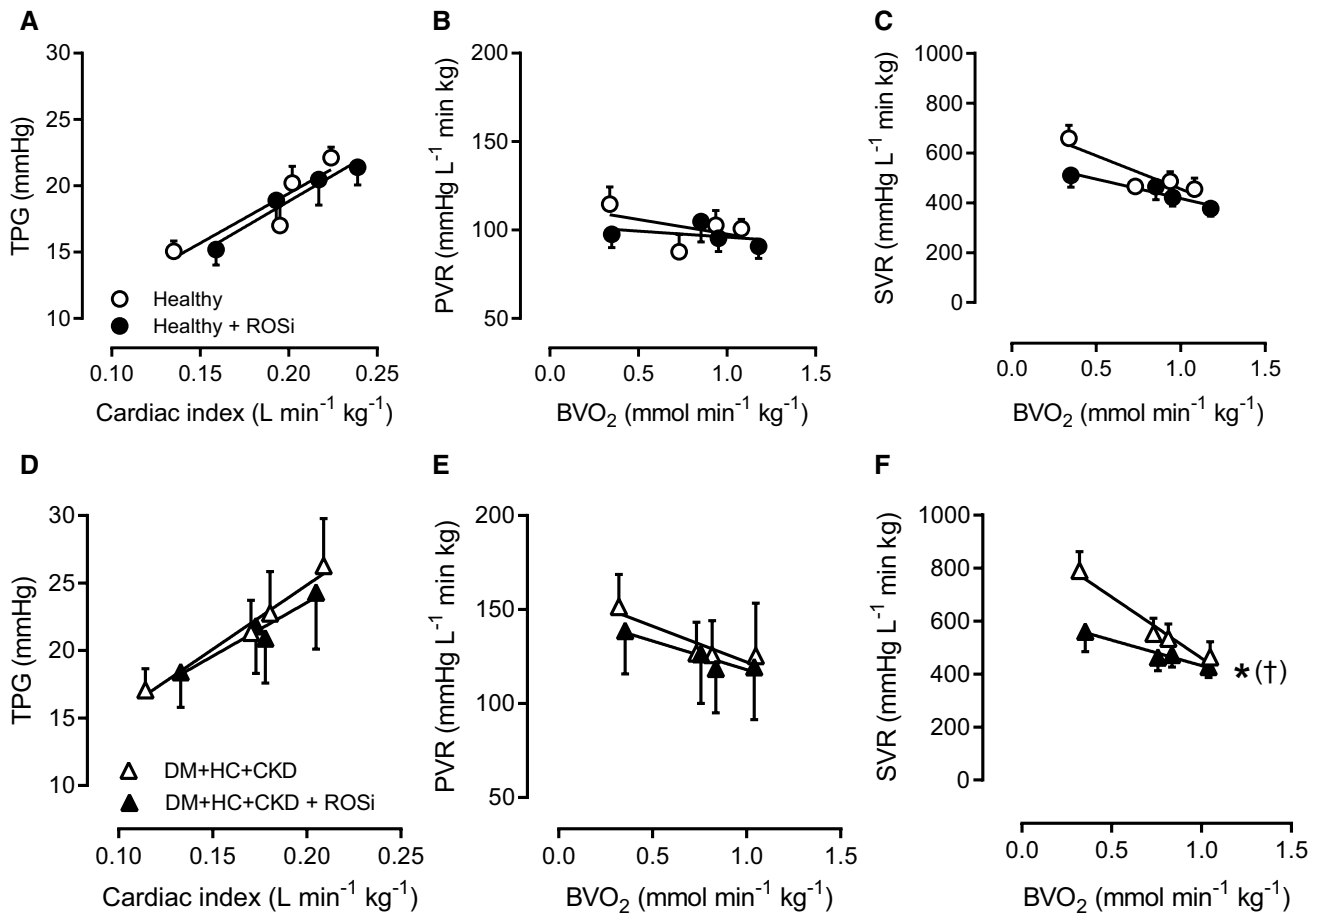 A
TPG (mmHg)
30
25
20
15
10
Healthy
Healthy + ROSi
0.10 0.15 0.20 0.25
Cardiac index (L min⁻¹ kg⁻¹)
B
PVR (mmHg L⁻¹ min kg)
200
150
100
50
0.0 0.5 1.0 1.5
BVO₂ (mmol min⁻¹ kg⁻¹)
C
SVR (mmHg L⁻¹ min kg)
1000
800
600
400
200
0
0.0 0.5 1.0 1.5
BVO₂ (mmol min⁻¹ kg⁻¹)
D
TPG (mmHg)
30
25
20
15
10
DM+HC+CKD
DM+HC+CKD + ROSi
0.10 0.15 0.20 0.25
Cardiac index (L min⁻¹ kg⁻¹)
E
PVR (mmHg L⁻¹ min kg)
200
150
100
50
0.0 0.5 1.0 1.5
BVO₂ (mmol min⁻¹ kg⁻¹)
F
SVR (mmHg L⁻¹ min kg)
1000
800
600
400
200
0
*(†)
0.0 0.5 1.0 1.5
BVO₂ (mmol min⁻¹ kg⁻¹)